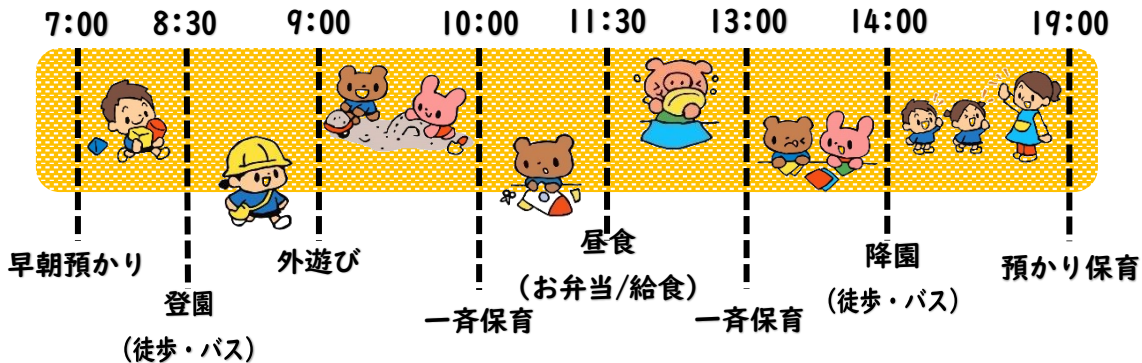 7:00 8:30 9:00 10:00 11:30 13:00 14:00 19:00
早朝預かり
登園
(徒歩・バス)
外遊び
一斉保育
昼食
(お弁当/給食)
一斉保育
降園
(徒歩・バス)
預かり保育